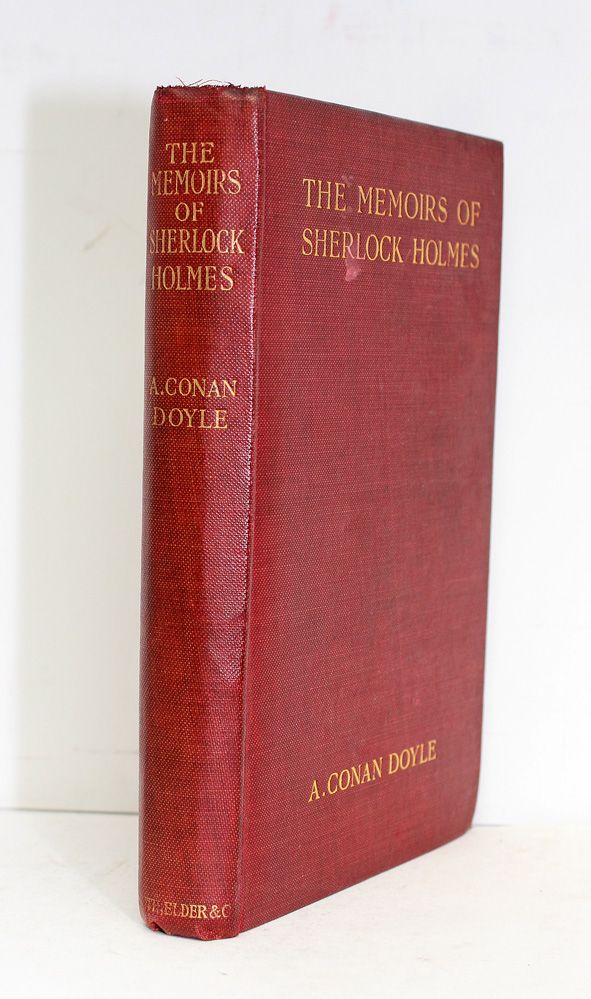 THE
MEMOIRS
OF
SHERLOCK
HOLMES
A. CONAN
DOYLE
ELDER & C
THE MEMOIRS OF
SHERLOCK HOLMES
A. CONAN DOYLE